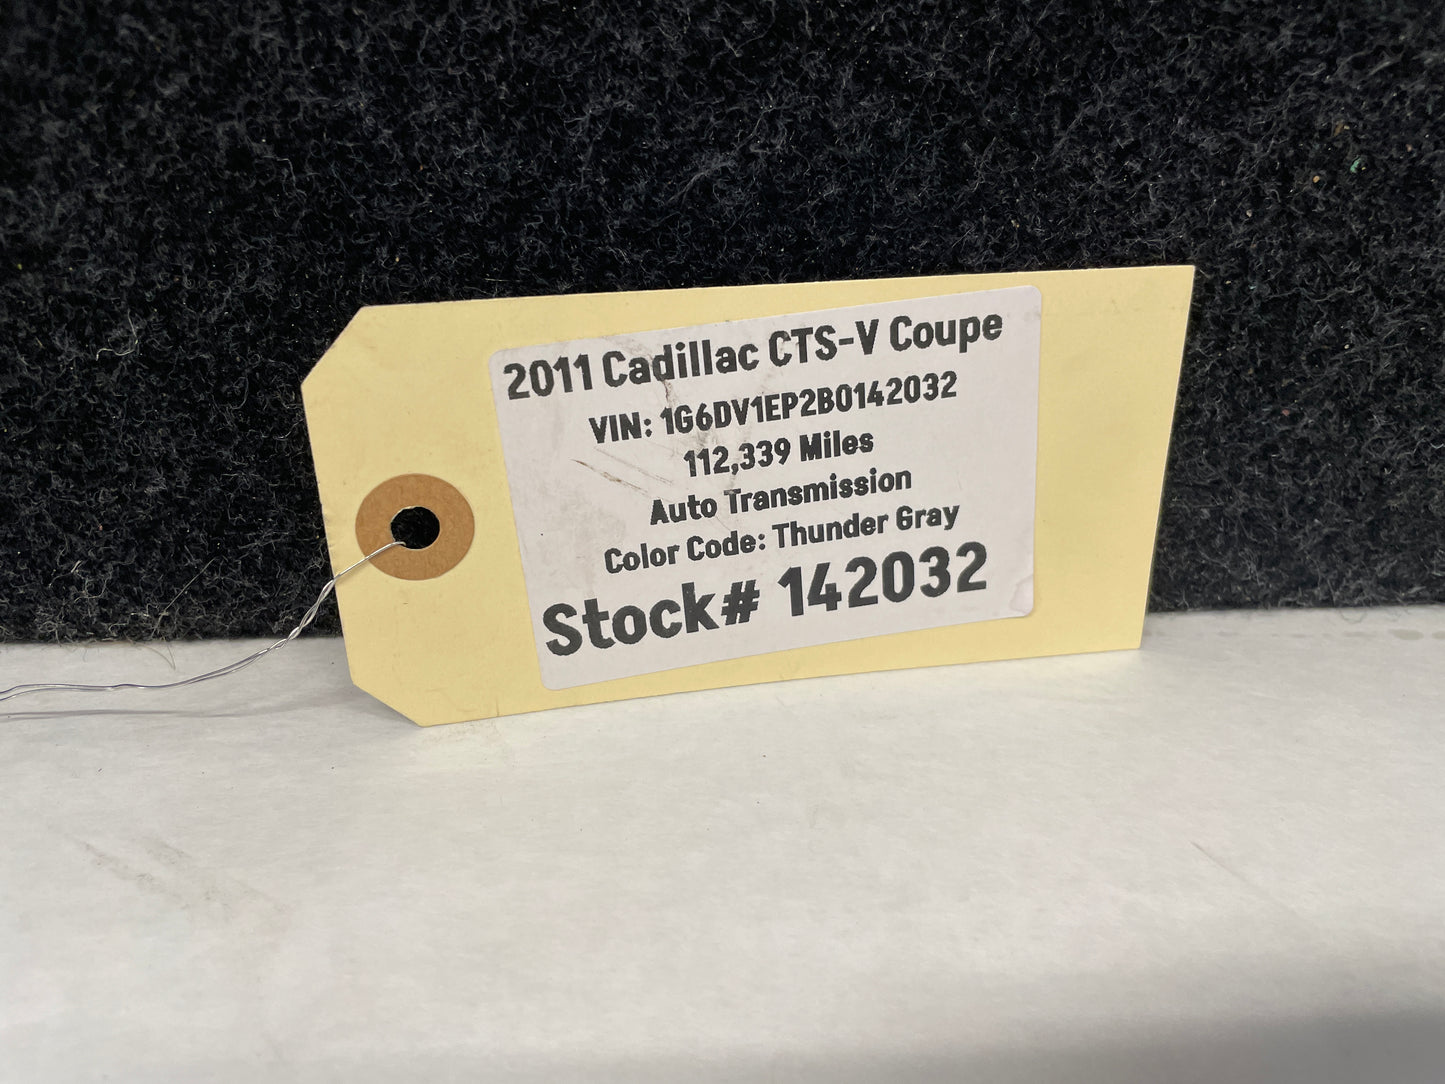 2011 Cadillac CTS-V Coupe
VIN: 1G6DV1EP2B0142032
112,339 Miles
Auto Transmission
Color Code: Thunder Gray
Stock# 142032